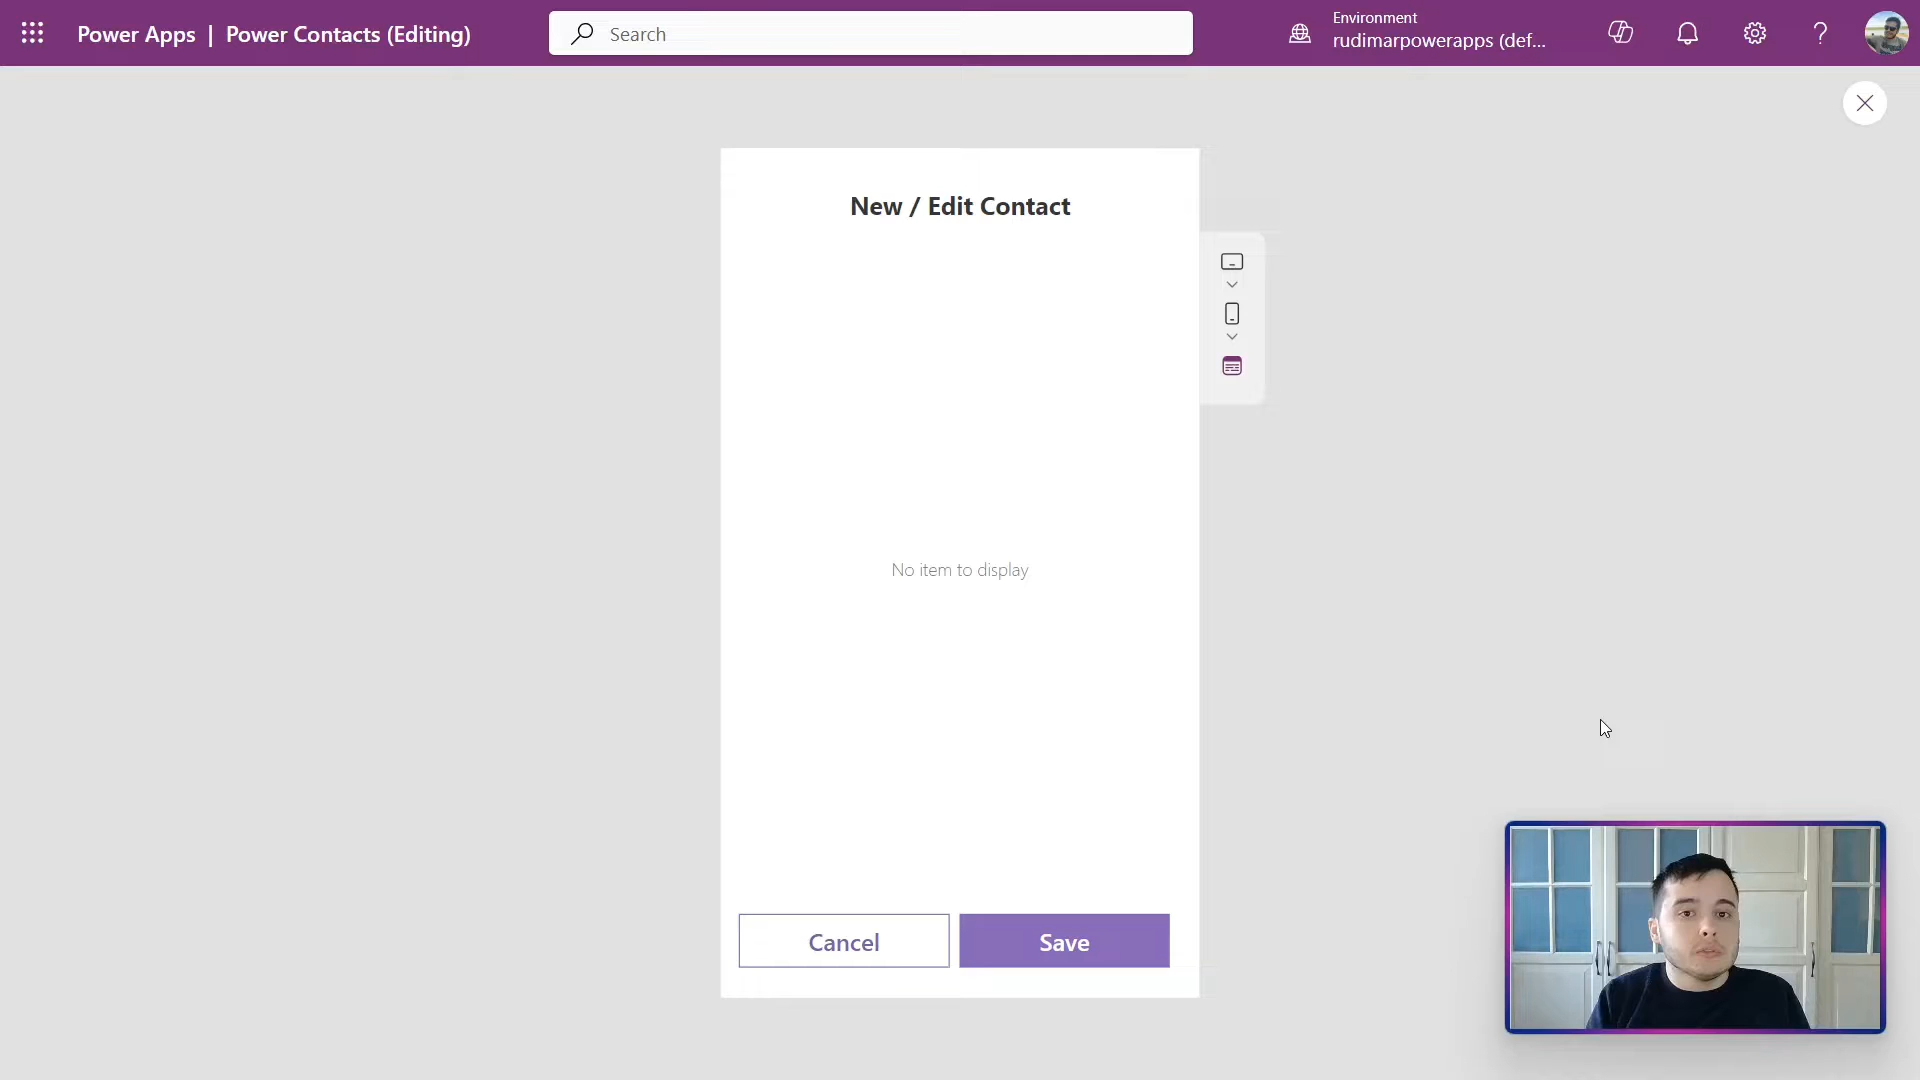 Power Apps | Power Contacts (Editing)
Search
Environment
rudimarpowerapps (def...
New / Edit Contact
No item to display
Cancel
Save